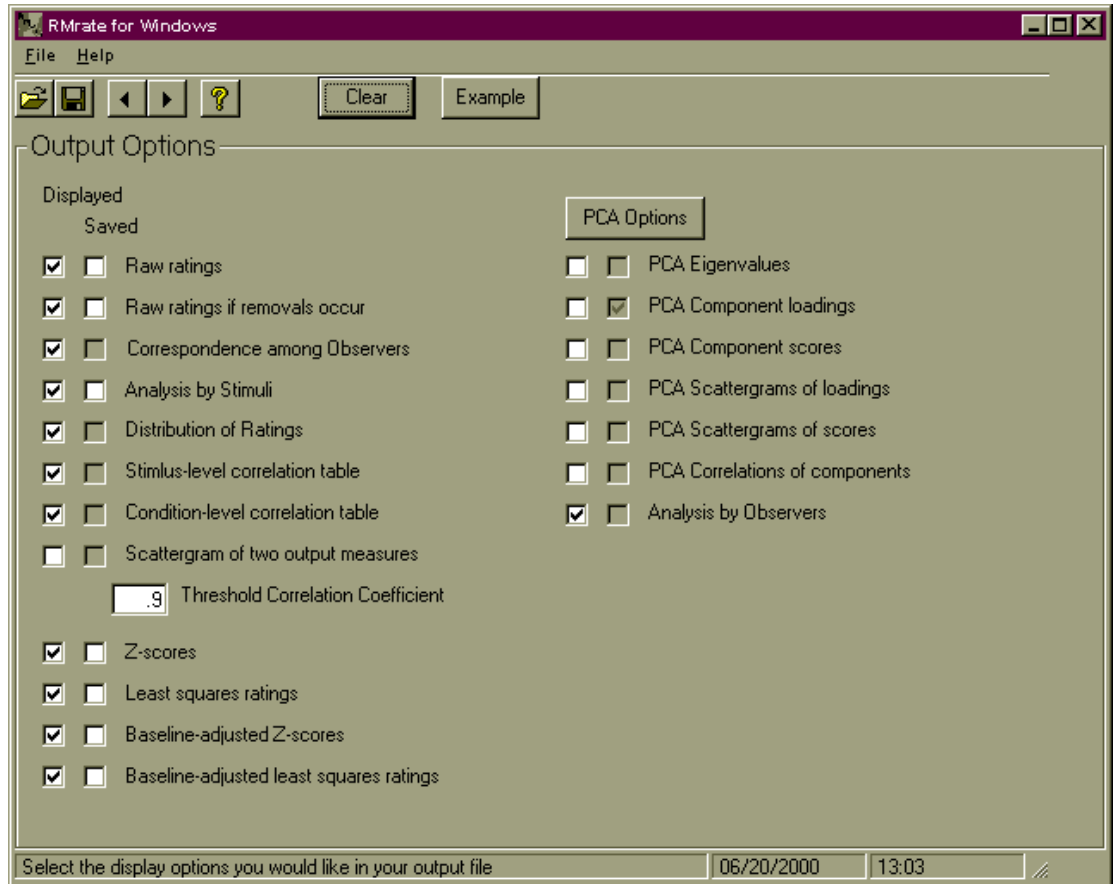 RMrate for Windows
File Help
? Clear Example
Output Options
Displayed
Saved
Raw ratings
Raw ratings if removals occur
Correspondence among Observers
Analysis by Stimuli
Distribution of Ratings
Stimlus-level correlation table
Condition-level correlation table
Scattergram of two output measures
.9 Threshold Correlation Coefficient
Z-scores
Least squares ratings
Baseline-adjusted Z-scores
Baseline-adjusted least squares ratings
PCA Options
PCA Eigenvalues
PCA Component loadings
PCA Component scores
PCA Scattergrams of loadings
PCA Scattergrams of scores
PCA Correlations of components
Analysis by Observers
Select the display options you would like in your output file 06/20/2000 13:03